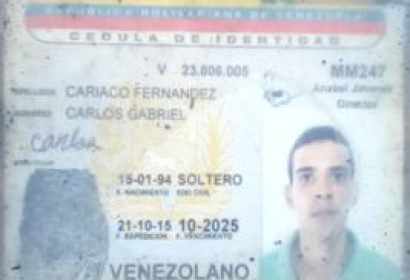 REPUBLICA BOLIVARIANA DE VENEZUELA
CEDULA DE IDENTIDAD
V 23.806.005 MM247
APELLIDOS CARIACO FERNANDEZ Anabel Jimenez
Director
NOMBRES CARLOS GABRIEL
Carlos
15-01-94 SOLTERO
F. NACIMIENTO EDO CIVIL
21-10-15 10-2025
F. EXPEDICION F. VENCIMIENTO
VENEZOLANO